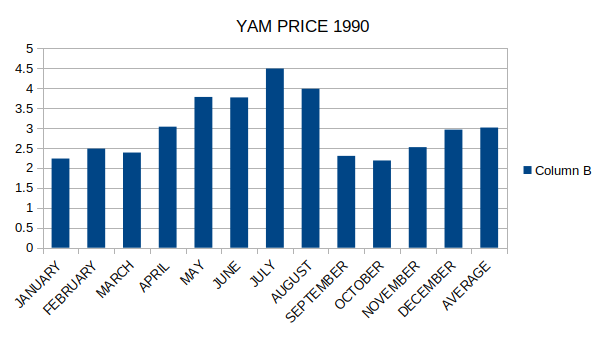 YAM PRICE 1990
5
4.5
4
3.5
3
2.5
2
1.5
1
0.5
0
Column B
JANUARY
FEBRUARY
MARCH
APRIL
MAY
JUNE
JULY
AUGUST
SEPTEMBER
OCTOBER
NOVEMBER
DECEMBER
AVERAGE